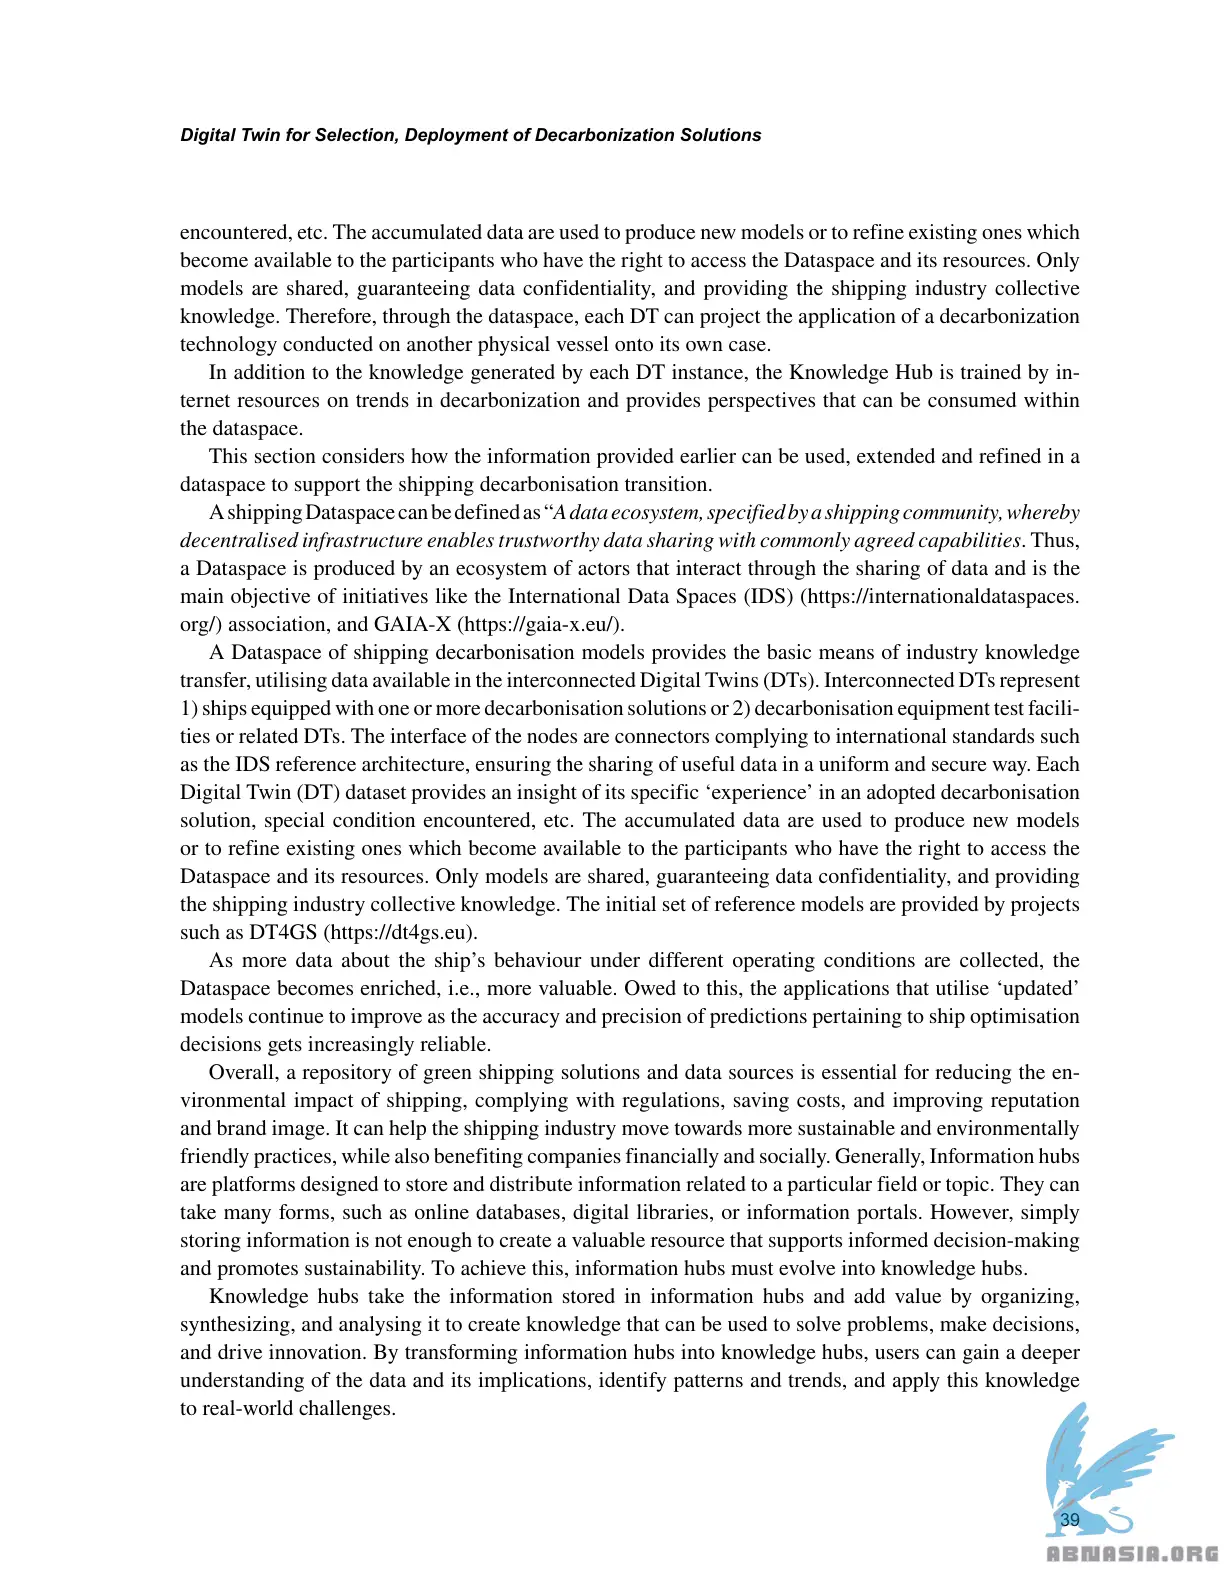 Digital Twin for Selection, Deployment of Decarbonization Solutions
encountered, etc. The accumulated data are used to produce new models or to refine existing ones which
become available to the participants who have the right to access the Dataspace and its resources. Only
models are shared, guaranteeing data confidentiality, and providing the shipping industry collective
knowledge. Therefore, through the dataspace, each DT can project the application of a decarbonization
technology conducted on another physical vessel onto its own case.
In addition to the knowledge generated by each DT instance, the Knowledge Hub is trained by in-
ternet resources on trends in decarbonization and provides perspectives that can be consumed within
the dataspace.
This section considers how the information provided earlier can be used, extended and refined in a
dataspace to support the shipping decarbonisation transition.
A shipping Dataspace can be defined as “A data ecosystem, specified by a shipping community, whereby
decentralised infrastructure enables trustworthy data sharing with commonly agreed capabilities. Thus,
a Dataspace is produced by an ecosystem of actors that interact through the sharing of data and is the
main objective of initiatives like the International Data Spaces (IDS) (https://internationaldataspaces.
org/) association, and GAIA-X (https://gaia-x.eu/).
A Dataspace of shipping decarbonisation models provides the basic means of industry knowledge
transfer, utilising data available in the interconnected Digital Twins (DTs). Interconnected DTs represent
1) ships equipped with one or more decarbonisation solutions or 2) decarbonisation equipment test facili-
ties or related DTs. The interface of the nodes are connectors complying to international standards such
as the IDS reference architecture, ensuring the sharing of useful data in a uniform and secure way. Each
Digital Twin (DT) dataset provides an insight of its specific ‘experience’ in an adopted decarbonisation
solution, special condition encountered, etc. The accumulated data are used to produce new models
or to refine existing ones which become available to the participants who have the right to access the
Dataspace and its resources. Only models are shared, guaranteeing data confidentiality, and providing
the shipping industry collective knowledge. The initial set of reference models are provided by projects
such as DT4GS (https://dt4gs.eu).
As more data about the ship’s behaviour under different operating conditions are collected, the
Dataspace becomes enriched, i.e., more valuable. Owed to this, the applications that utilise ‘updated’
models continue to improve as the accuracy and precision of predictions pertaining to ship optimisation
decisions gets increasingly reliable.
Overall, a repository of green shipping solutions and data sources is essential for reducing the en-
vironmental impact of shipping, complying with regulations, saving costs, and improving reputation
and brand image. It can help the shipping industry move towards more sustainable and environmentally
friendly practices, while also benefiting companies financially and socially. Generally, Information hubs
are platforms designed to store and distribute information related to a particular field or topic. They can
take many forms, such as online databases, digital libraries, or information portals. However, simply
storing information is not enough to create a valuable resource that supports informed decision-making
and promotes sustainability. To achieve this, information hubs must evolve into knowledge hubs.
Knowledge hubs take the information stored in information hubs and add value by organizing,
synthesizing, and analysing it to create knowledge that can be used to solve problems, make decisions,
and drive innovation. By transforming information hubs into knowledge hubs, users can gain a deeper
understanding of the data and its implications, identify patterns and trends, and apply this knowledge
to real-world challenges.
39
ABNASIA.ORG